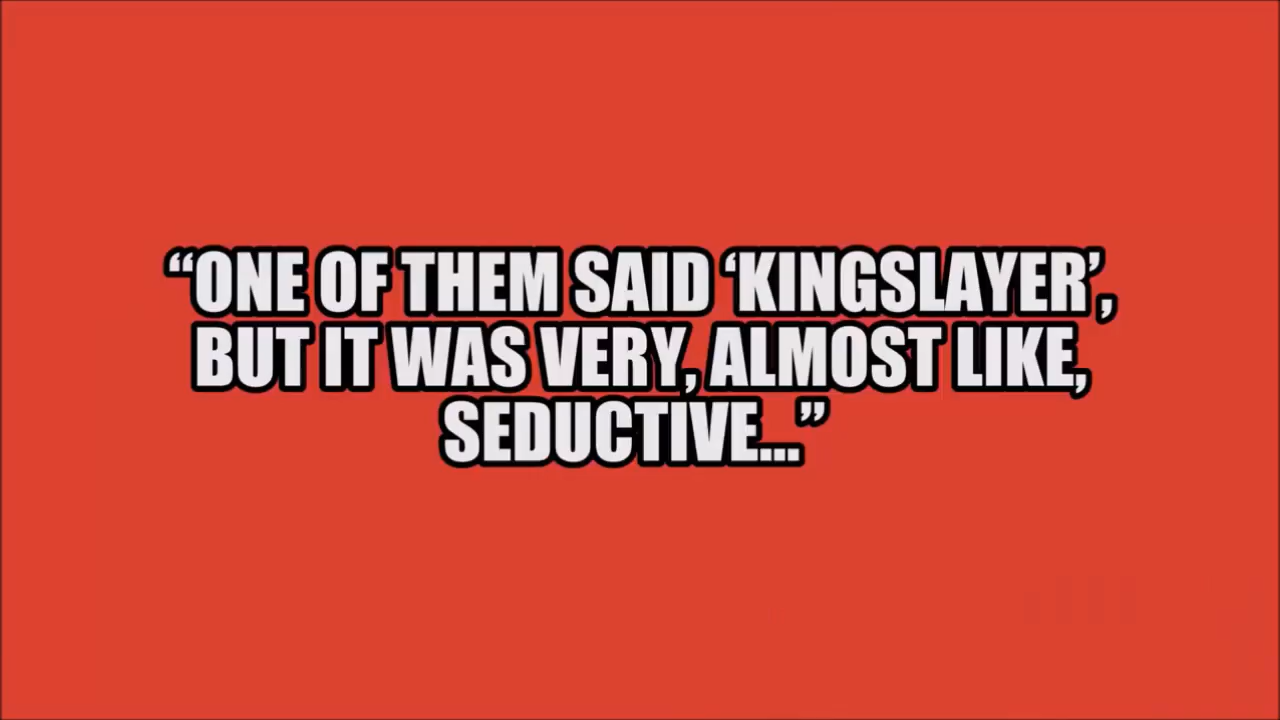 “ONE OF THEM SAID ‘KINGSLAYER’,
BUT IT WAS VERY, ALMOST LIKE,
SEDUCTIVE...”